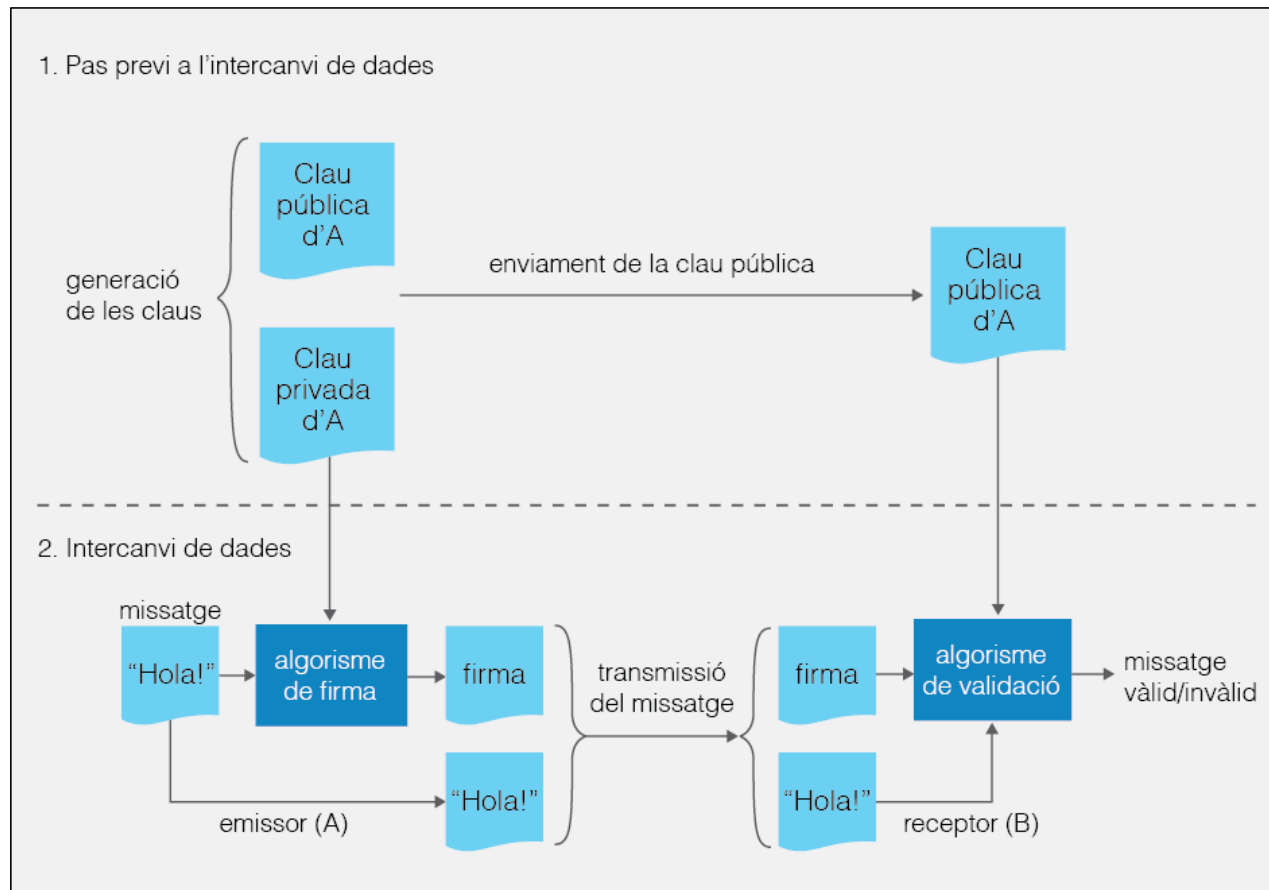 1. Pas previ a l’intercanvi de dades
Clau
pública
d’A
generació
de les claus
enviament de la clau pública
Clau
pública
d’A
Clau
privada
d’A
2. Intercanvi de dades
missatge
“Hola!”
algorisme
de firma
firma
transmissió
del missatge
firma
algorisme
de validació
missatge
vàlid/invàlid
“Hola!”
emissor (A)
“Hola!”
receptor (B)